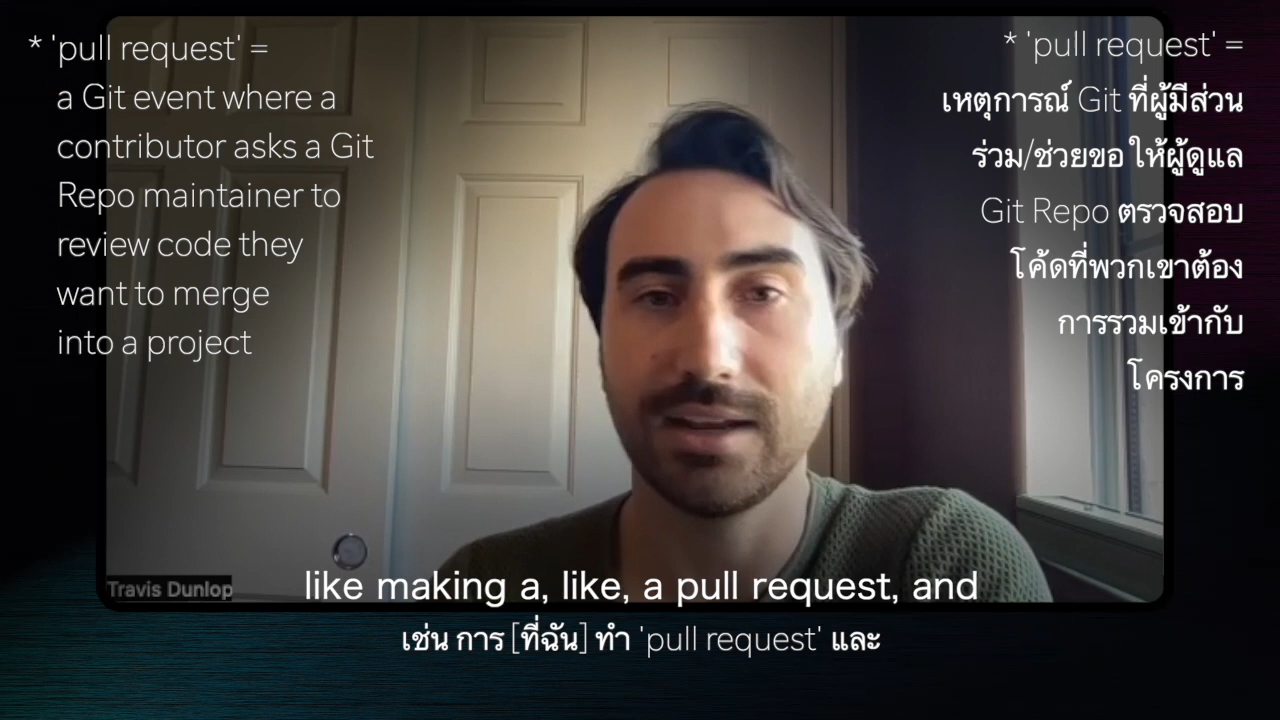 * 'pull request' =
a Git event where a
contributor asks a Git
Repo maintainer to
review code they
want to merge
into a project
* 'pull request' =
เหตุการณ์ Git ที่ผู้มีส่วน
ร่วม/ช่วยขอ ให้ผู้ดูแล
Git Repo ตรวจสอบ
โค้ดที่พวกเขาต้อง
การรวมเข้ากับ
โครงการ
Travis Dunlop
like making a, like, a pull request, and
เช่น การ [ที่ฉัน] ทำ 'pull request' และ